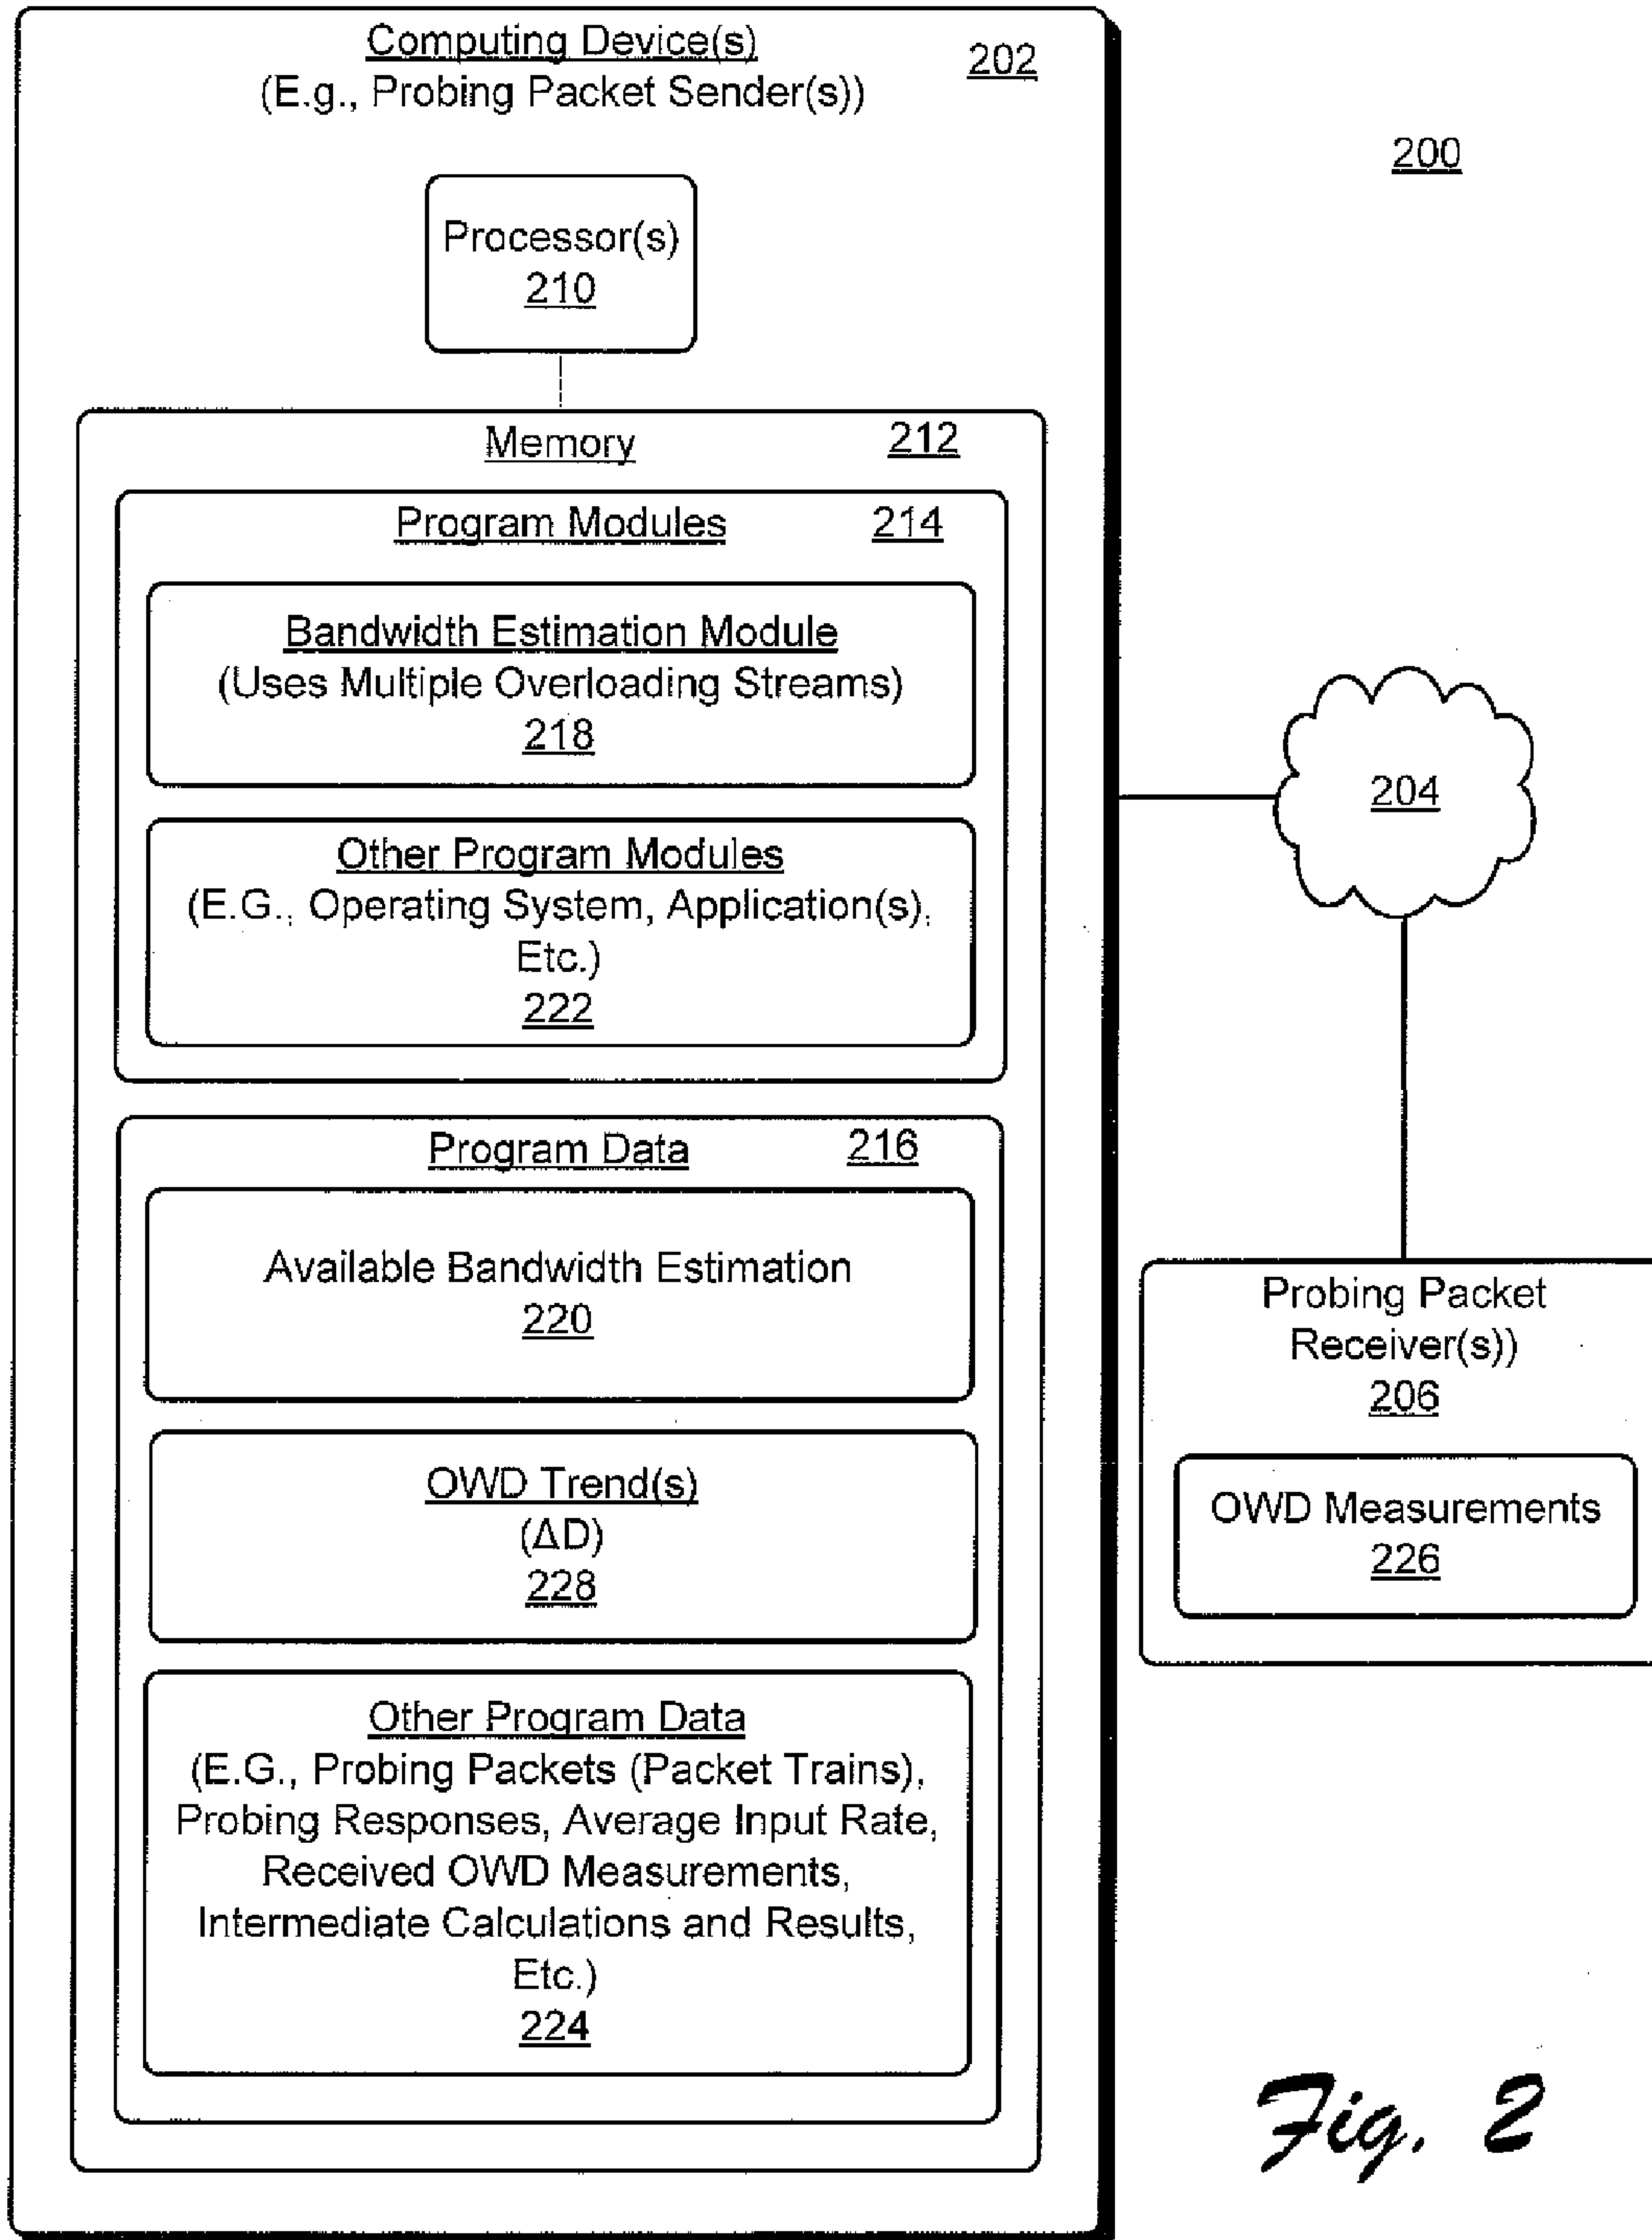 Computing Device(s)
202
(E.g., Probing Packet Sender(s))
200
Processor(s)
210
Memory
212
Program Modules
214
Bandwidth Estimation Module
(Uses Multiple Overloading Streams)
218
Other Program Modules
(E.G., Operating System, Application(s),
Etc.)
222
Program Data
216
Available Bandwidth Estimation
220
OWD Trend(s)
(ΔD)
228
Other Program Data
(E.G., Probing Packets (Packet Trains),
Probing Responses, Average Input Rate,
Received OWD Measurements,
Intermediate Calculations and Results,
Etc.)
224
204
Probing Packet
Receiver(s))
206
OWD Measurements
226
Fig. 2